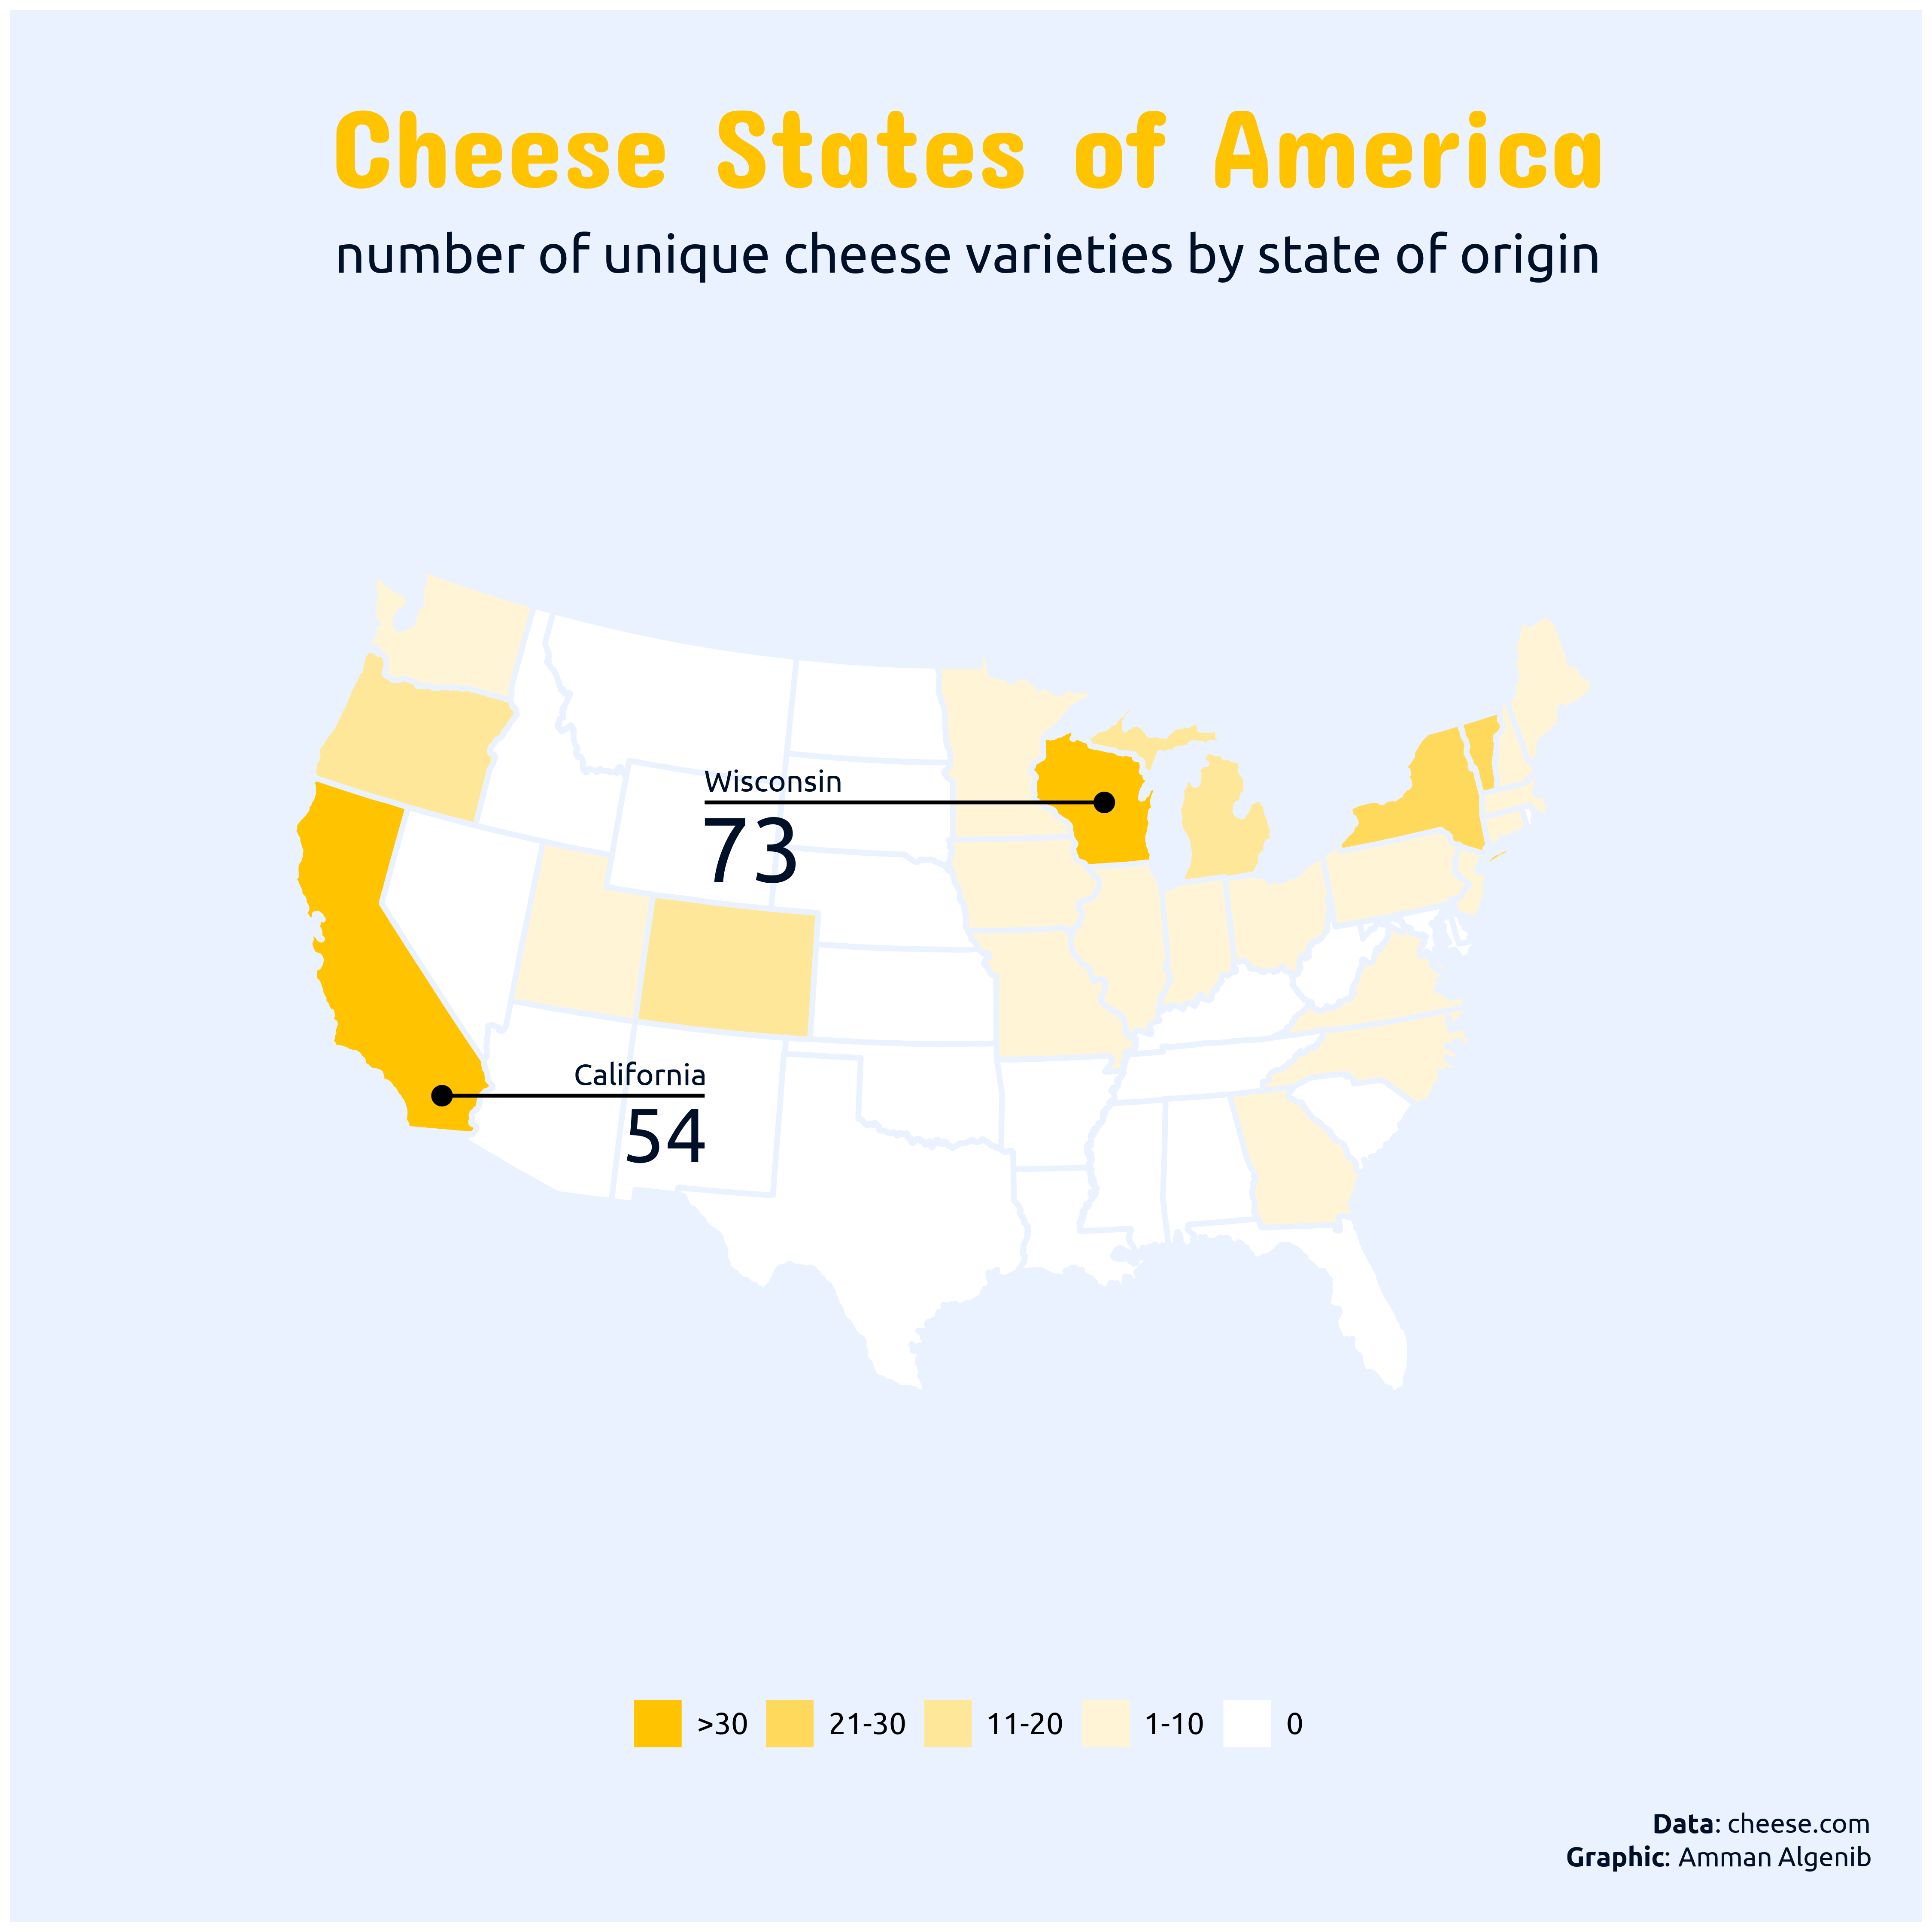 Cheese States of America
number of unique cheese varieties by state of origin
Wisconsin
73
California
54
>30 21-30 11-20 1-10 0
Data: cheese.com
Graphic: Amman Algenib